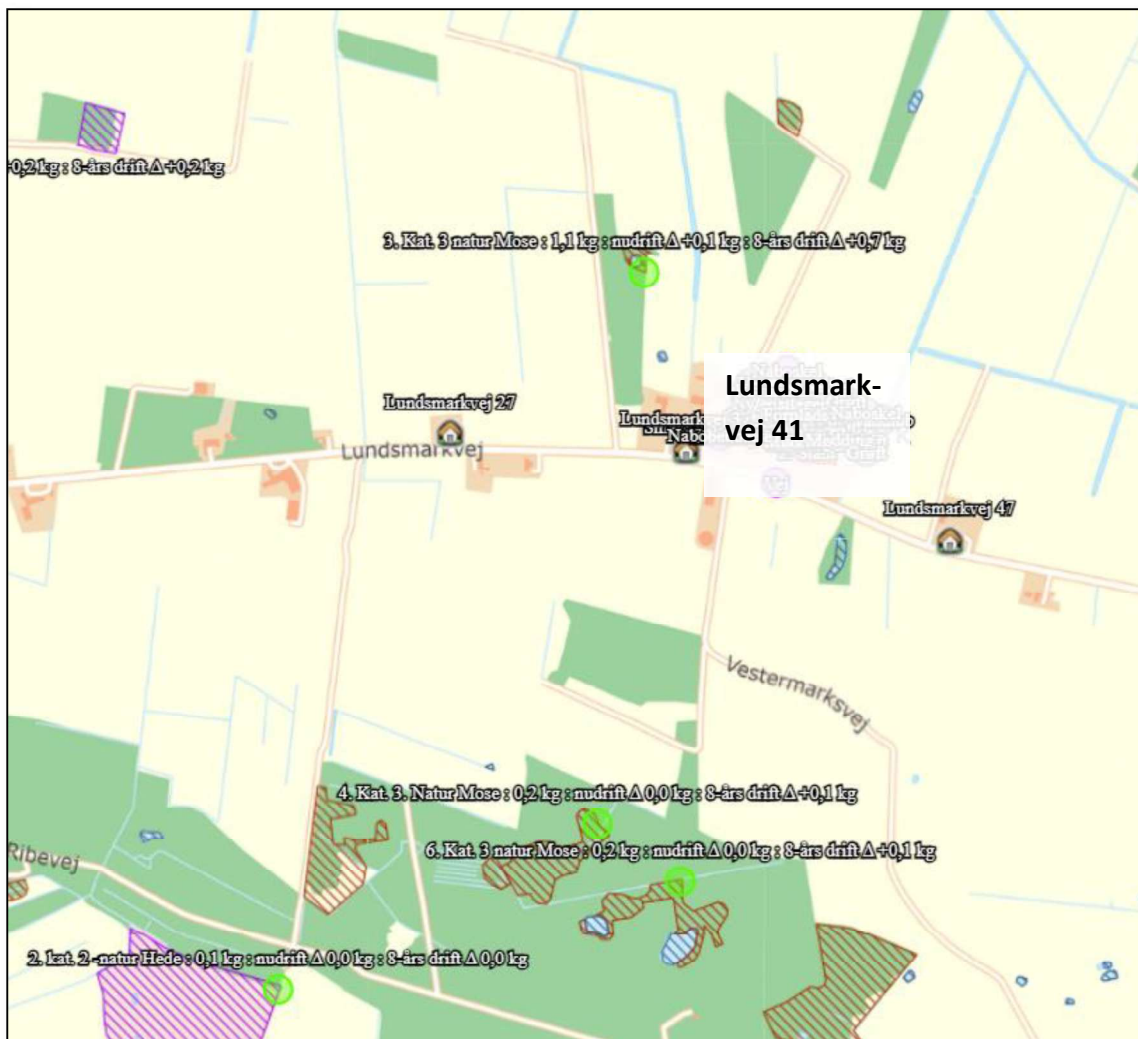 0,2 kg : 8-års drift Δ +0,2 kg
3. Kat. 3 natur Mose : 1,1 kg : nudrift Δ +0,1 kg : 8-års drift Δ +0,7 kg
Lundsmark-
vej 41
Lundsmarkvej 27
Lundsmarkvej
Vej
Lundsmarkvej 47
Vestermarksvej
4. Kat. 3. Natur Mose : 0,2 kg : nudrift Δ 0,0 kg : 8-års drift Δ +0,1 kg
6. Kat. 3 natur Mose : 0,2 kg : nudrift Δ 0,0 kg : 8-års drift Δ +0,1 kg
Ribevej
2. kat. 2 -natur Hede : 0,1 kg : nudrift Δ 0,0 kg : 8-års drift Δ 0,0 kg